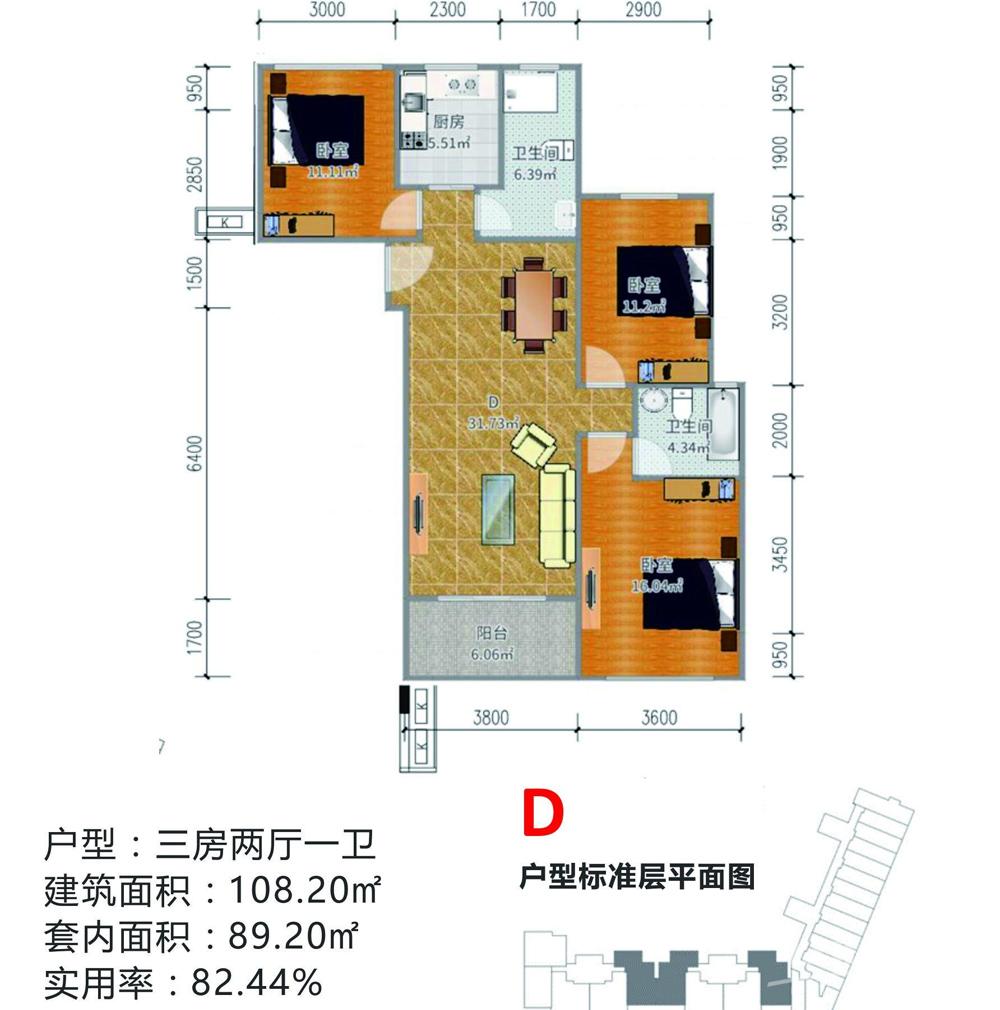 3000
2300
1700
2900
950
2850
1500
6400
1700
950
1900
950
3200
2000
3450
950
卧室
11.11㎡
厨房
5.51㎡
卫生间
6.39㎡
K
卧室
11.2㎡
D
31.73㎡
卫生间
4.34㎡
卧室
16.04㎡
阳台
6.06㎡
K
K
3800
3600
D
户型标准层平面图
户型：三房两厅一卫
建筑面积：108.20㎡
套内面积：89.20㎡
实用率：82.44%